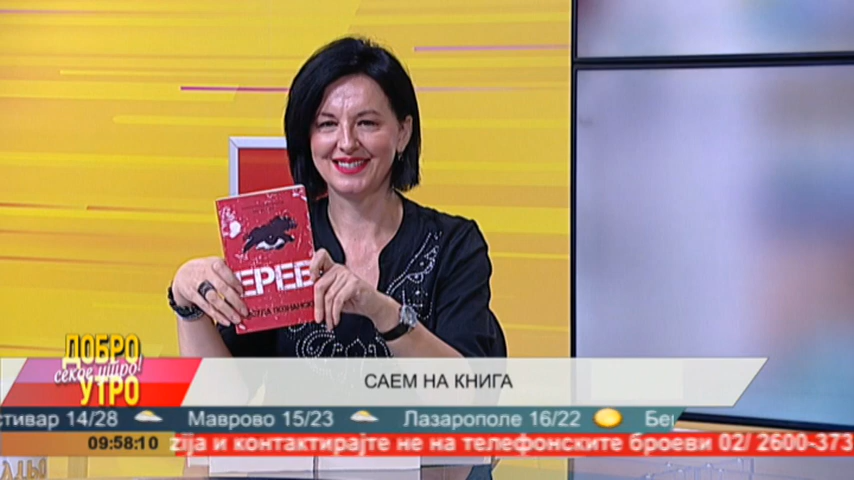 ЕРЕВ
ДОБРО
секое утро!
УТРО
САЕМ НА КНИГА
стивар 14/28 Маврово 15/23 Лазарополе 16/22
09:58:10
zija и контактирајте не на телефонските броеви 02/ 2600-373